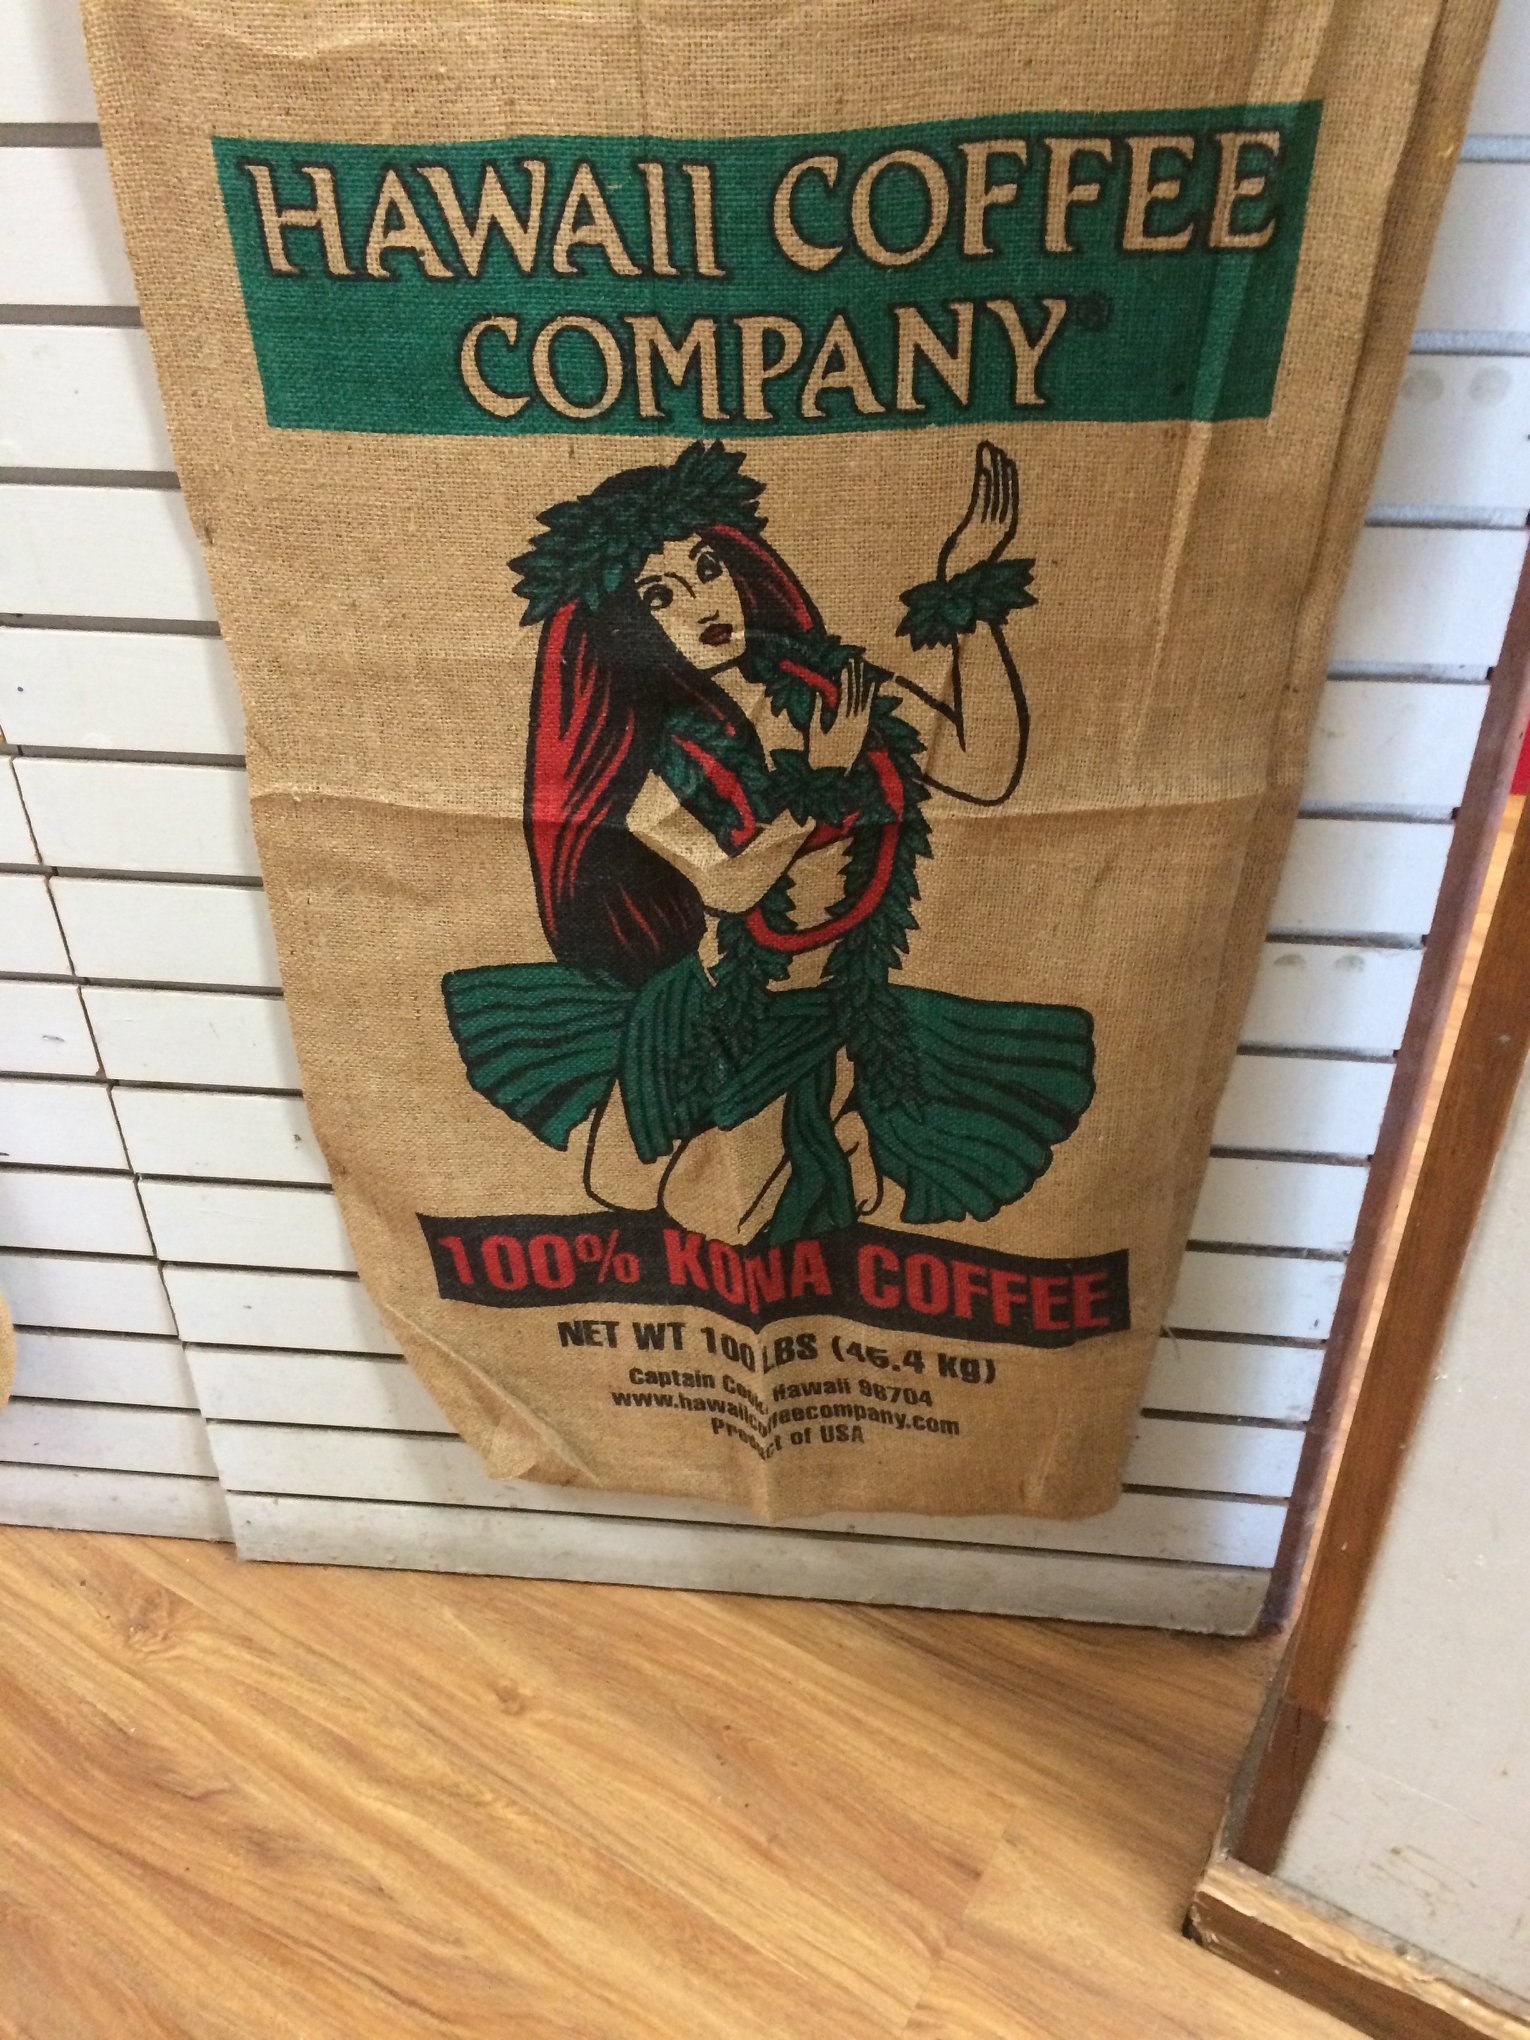 HAWAII COFFEE
COMPANY®
100% KONA COFFEE
NET WT 100 LBS (45.4 kg)
Captain Cook, Hawaii 96704
www.hawaiicoffeecompany.com
Product of USA